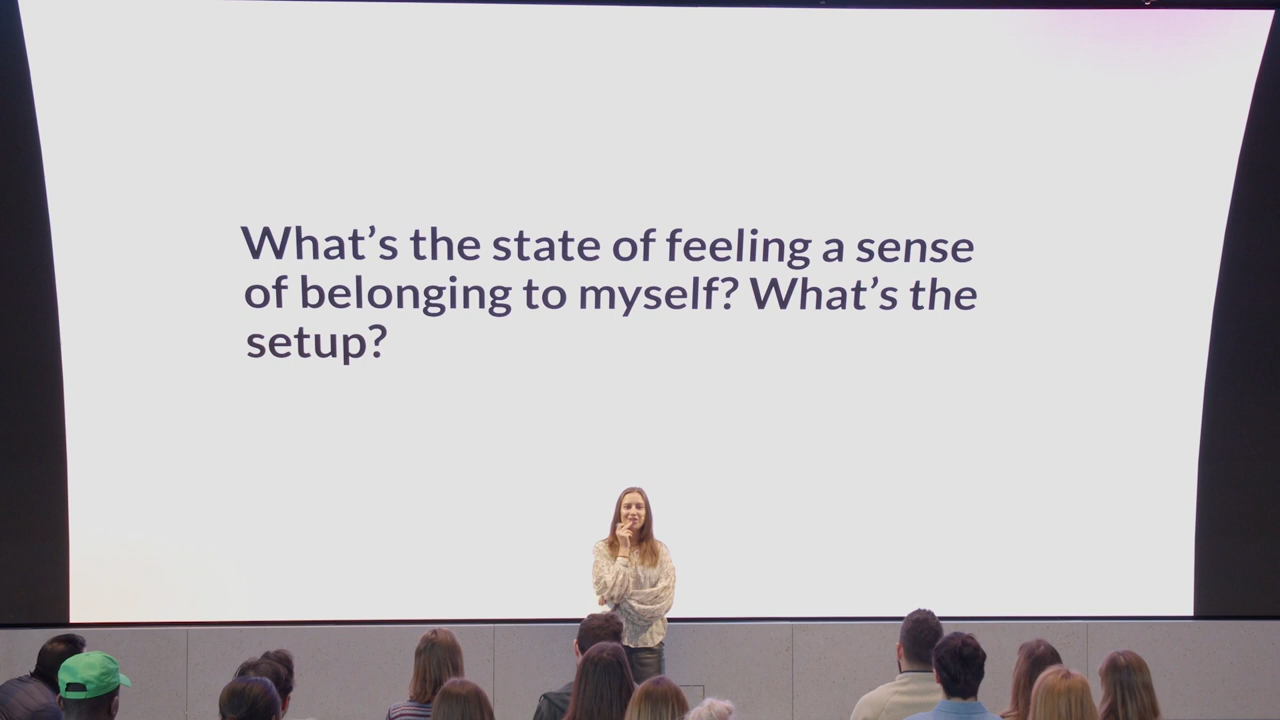 What’s the state of feeling a sense
of belonging to myself? What’s the
setup?